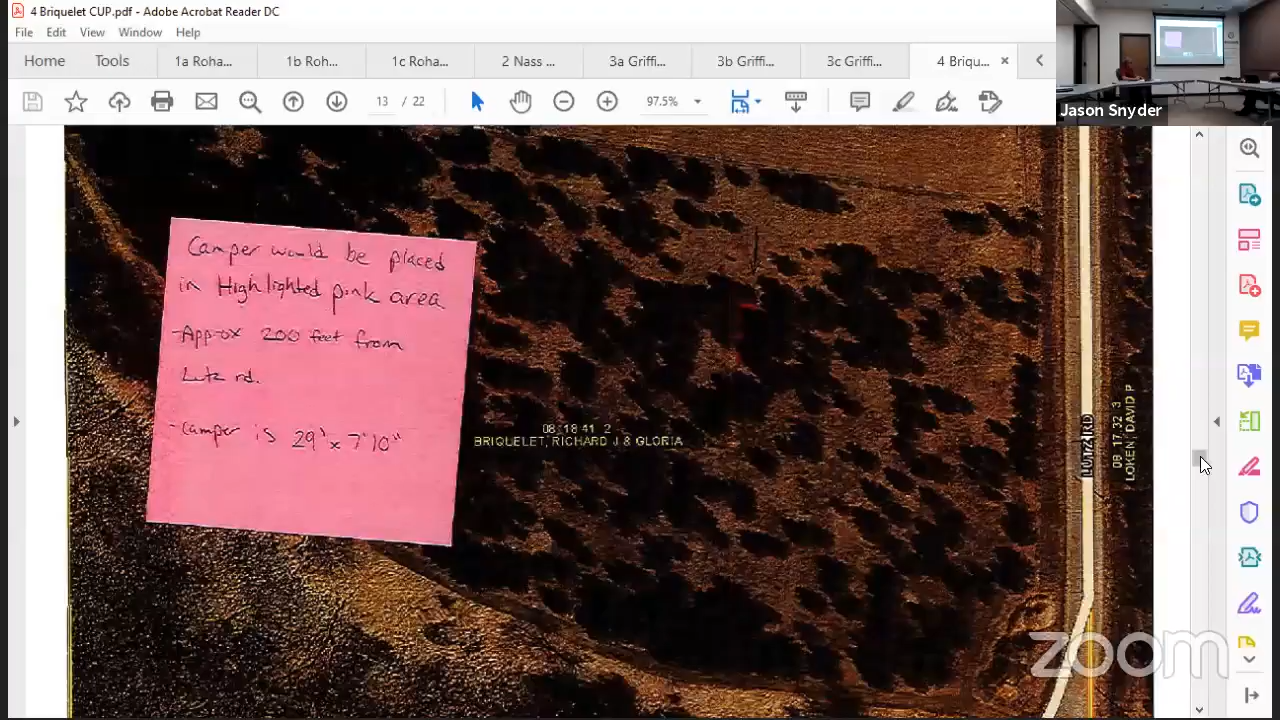 4 Briquelet CUP.pdf - Adobe Acrobat Reader DC
File Edit View Window Help
Home Tools 1a Roha... 1b Roh... 1c Roha... 2 Nass ... 3a Griffi... 3b Griffi... 3c Griffi... 4 Briqu... ×
13 / 22 97.5%
Jason Snyder
Camper would be placed
in Highlighted pink area
-Approx 200 feet from
Lutz rd.
-Camper is 29' x 7'10"
08 18 41 2
BRIQUELET, RICHARD J & GLORIA
LUTZ RD
08 17 32 3
LOKEN, DAVID P
zoom